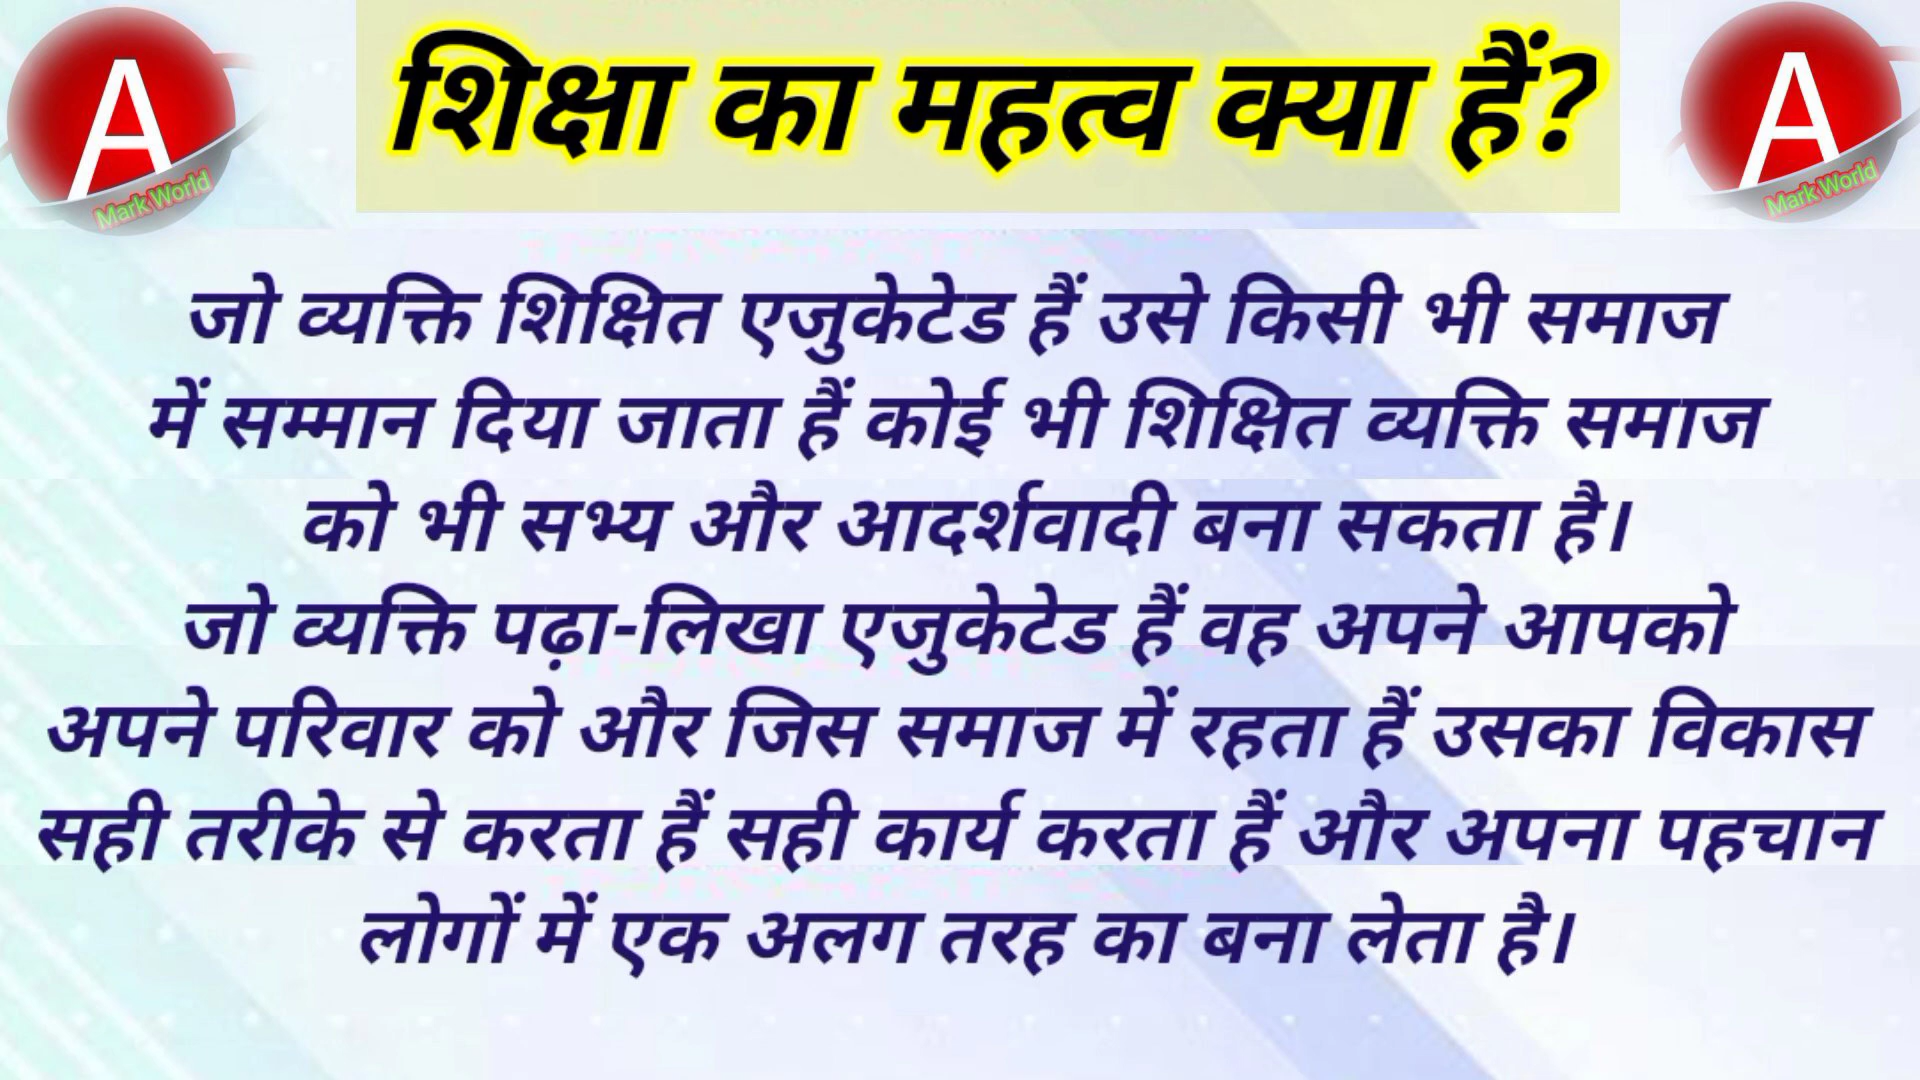 A
Mark World
शिक्षा का महत्व क्या हैं?
A
Mark World
जो व्यक्ति शिक्षित एजुकेटेड हैं उसे किसी भी समाज
में सम्मान दिया जाता हैं कोई भी शिक्षित व्यक्ति समाज
को भी सभ्य और आदर्शवादी बना सकता है।
जो व्यक्ति पढ़ा-लिखा एजुकेटेड हैं वह अपने आपको
अपने परिवार को और जिस समाज में रहता हैं उसका विकास
सही तरीके से करता हैं सही कार्य करता हैं और अपना पहचान
लोगों में एक अलग तरह का बना लेता है।